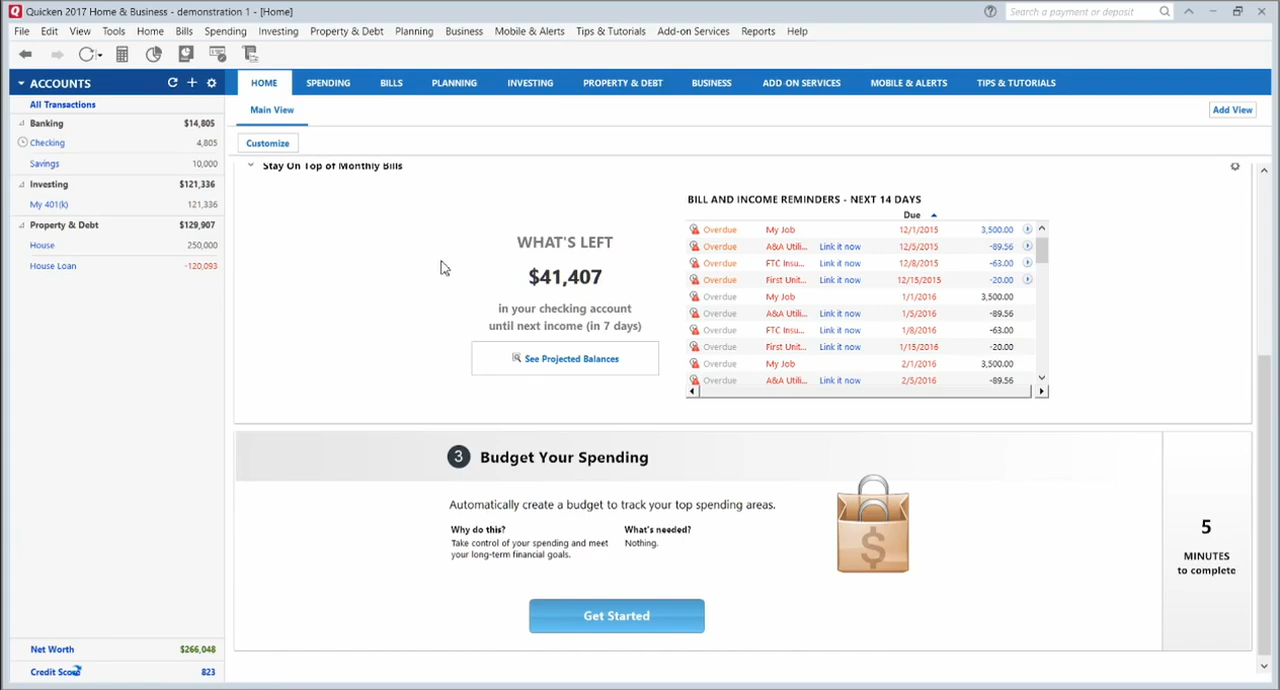 Quicken 2017 Home & Business - demonstration 1 - [Home]
Search a payment or deposit
File Edit View Tools Home Bills Spending Investing Property & Debt Planning Business Mobile & Alerts Tips & Tutorials Add-on Services Reports Help
ACCOUNTS
All Transactions
Banking $14,805
Checking 4,805
Savings 10,000
Investing $121,336
My 401(k) 121,336
Property & Debt $129,907
House 250,000
House Loan -120,093
Net Worth $266,048
Credit Score 823
HOME SPENDING BILLS PLANNING INVESTING PROPERTY & DEBT BUSINESS ADD-ON SERVICES MOBILE & ALERTS TIPS & TUTORIALS
Main View
Add View
Customize
Stay On Top of Monthly Bills
WHAT'S LEFT
$41,407
in your checking account
until next income (in 7 days)
See Projected Balances
BILL AND INCOME REMINDERS - NEXT 14 DAYS
Due
Overdue My Job 12/1/2015 3,500.00
Overdue A&A Utili... Link it now 12/5/2015 -89.56
Overdue FTC Insu... Link it now 12/8/2015 -63.00
Overdue First Unit... Link it now 12/15/2015 -20.00
Overdue My Job 1/1/2016 3,500.00
Overdue A&A Utili... Link it now 1/5/2016 -89.56
Overdue FTC Insu... Link it now 1/8/2016 -63.00
Overdue First Unit... Link it now 1/15/2016 -20.00
Overdue My Job 2/1/2016 3,500.00
Overdue A&A Utili... Link it now 2/5/2016 -89.56
3 Budget Your Spending
Automatically create a budget to track your top spending areas.
Why do this?
Take control of your spending and meet
your long-term financial goals.
What's needed?
Nothing.
$
Get Started
5
MINUTES
to complete